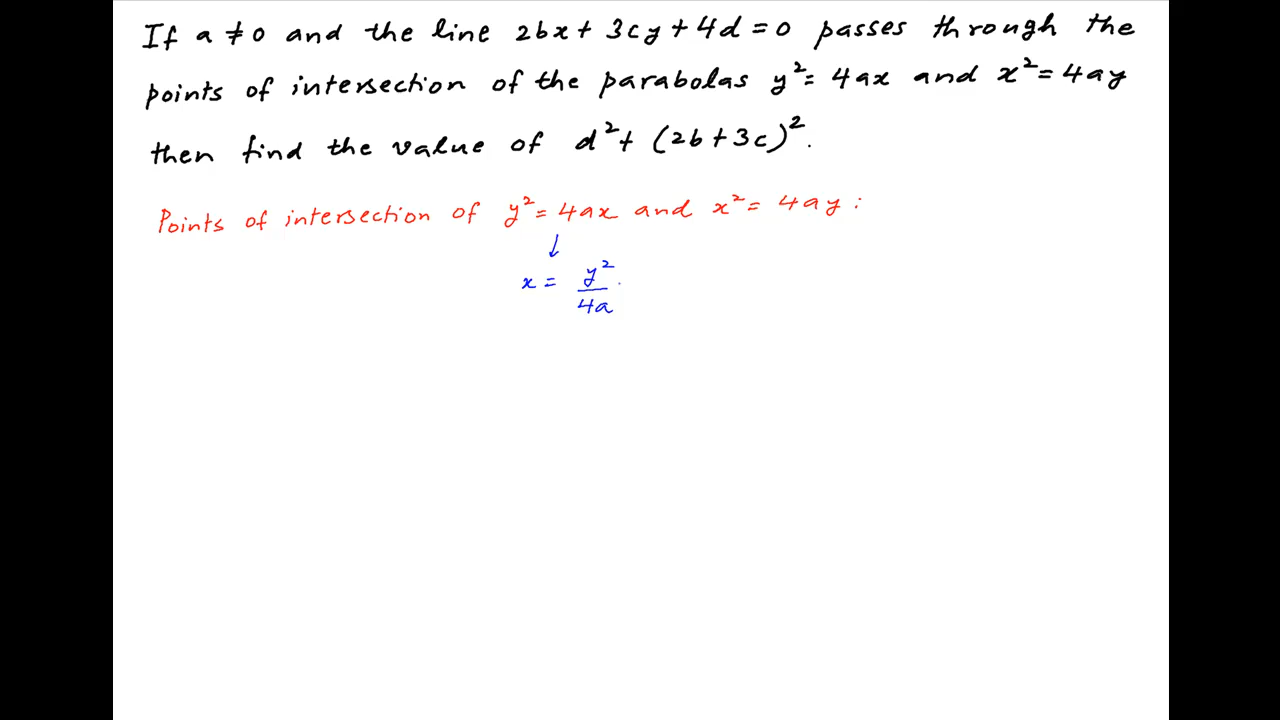 If a ≠ 0 and the line 2bx + 3cy + 4d = 0 passes through the
points of intersection of the parabolas y² = 4ax and x² = 4ay
then find the value of d² + (2b + 3c)².
Points of intersection of y² = 4ax and x² = 4ay :
↓
x = y²/4a